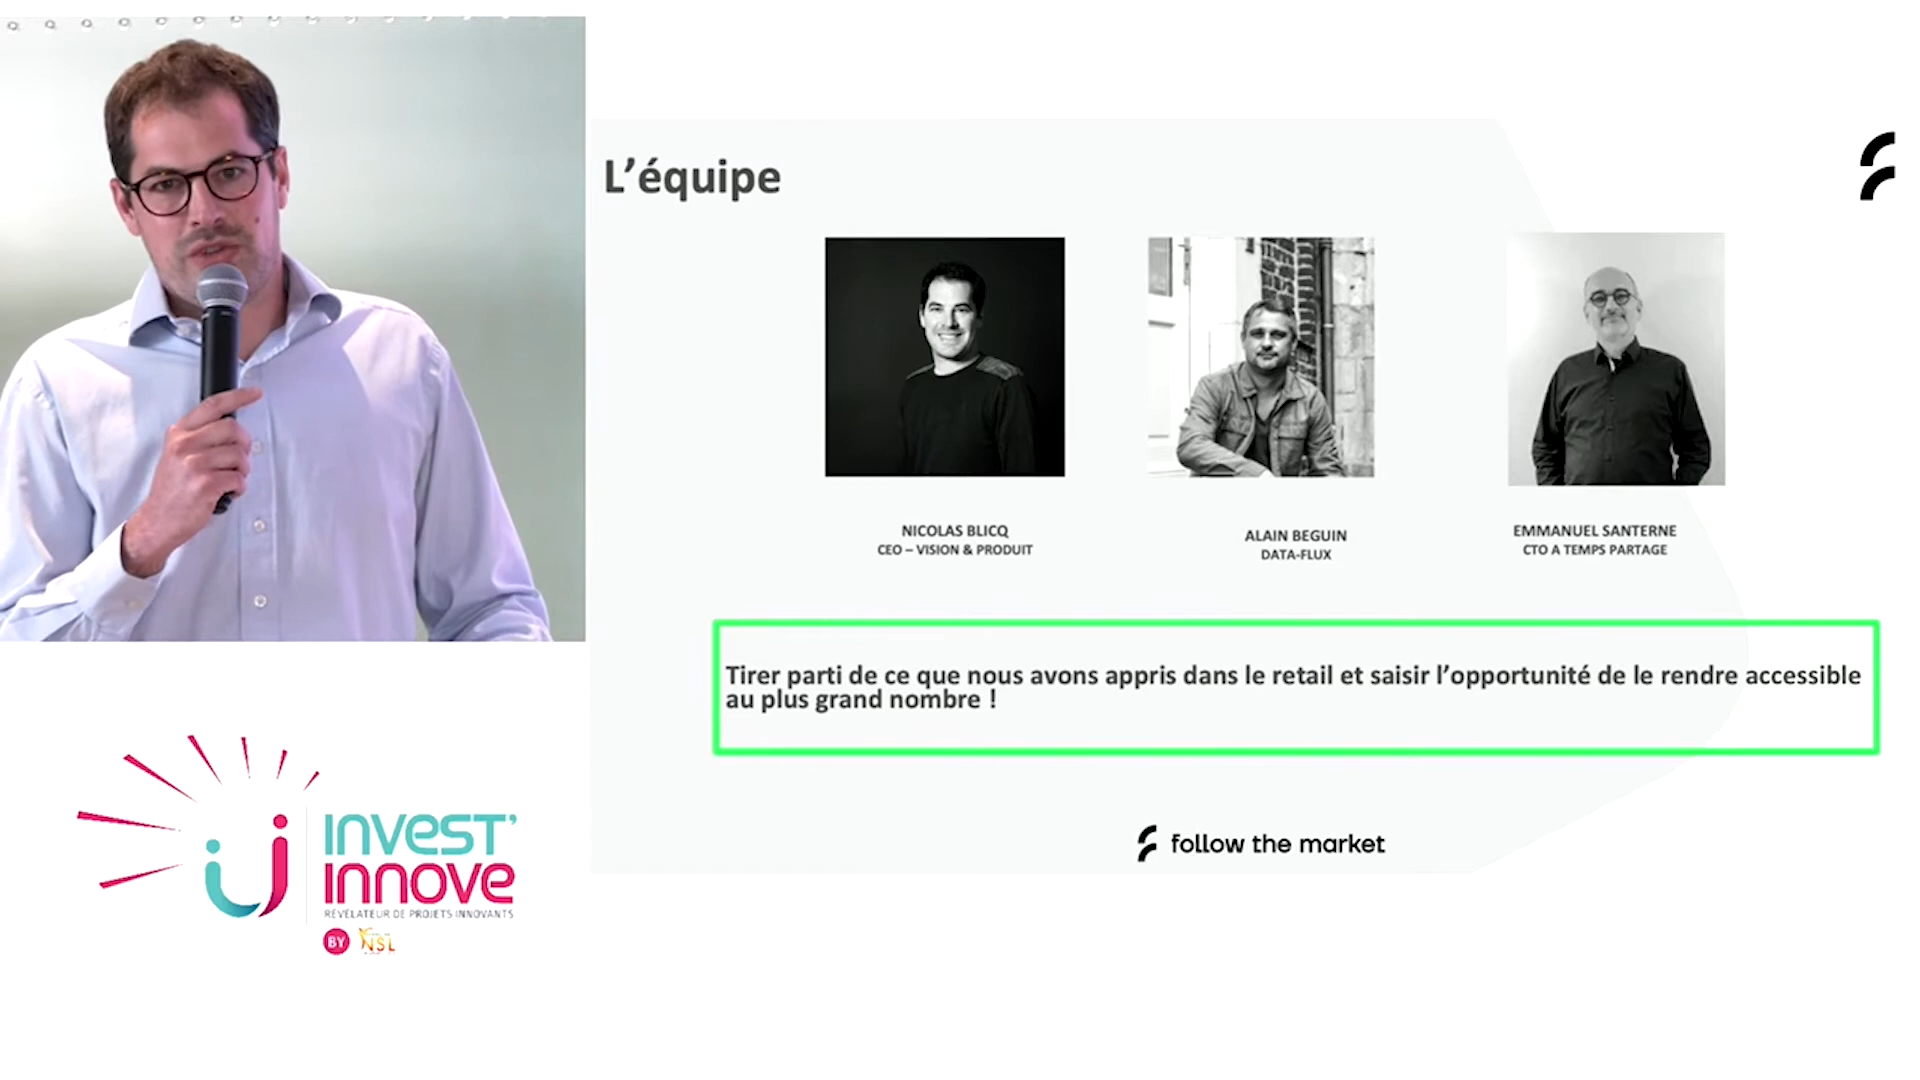 L'équipe
NICOLAS BLICQ
CEO – VISION & PRODUIT
ALAIN BEGUIN
DATA-FLUX
EMMANUEL SANTERNE
CTO A TEMPS PARTAGE
Tirer parti de ce que nous avons appris dans le retail et saisir l'opportunité de le rendre accessible
au plus grand nombre !
follow the market
INVEST'
INNOVE
RÉVÉLATEUR DE PROJETS INNOVANTS
BY NSL